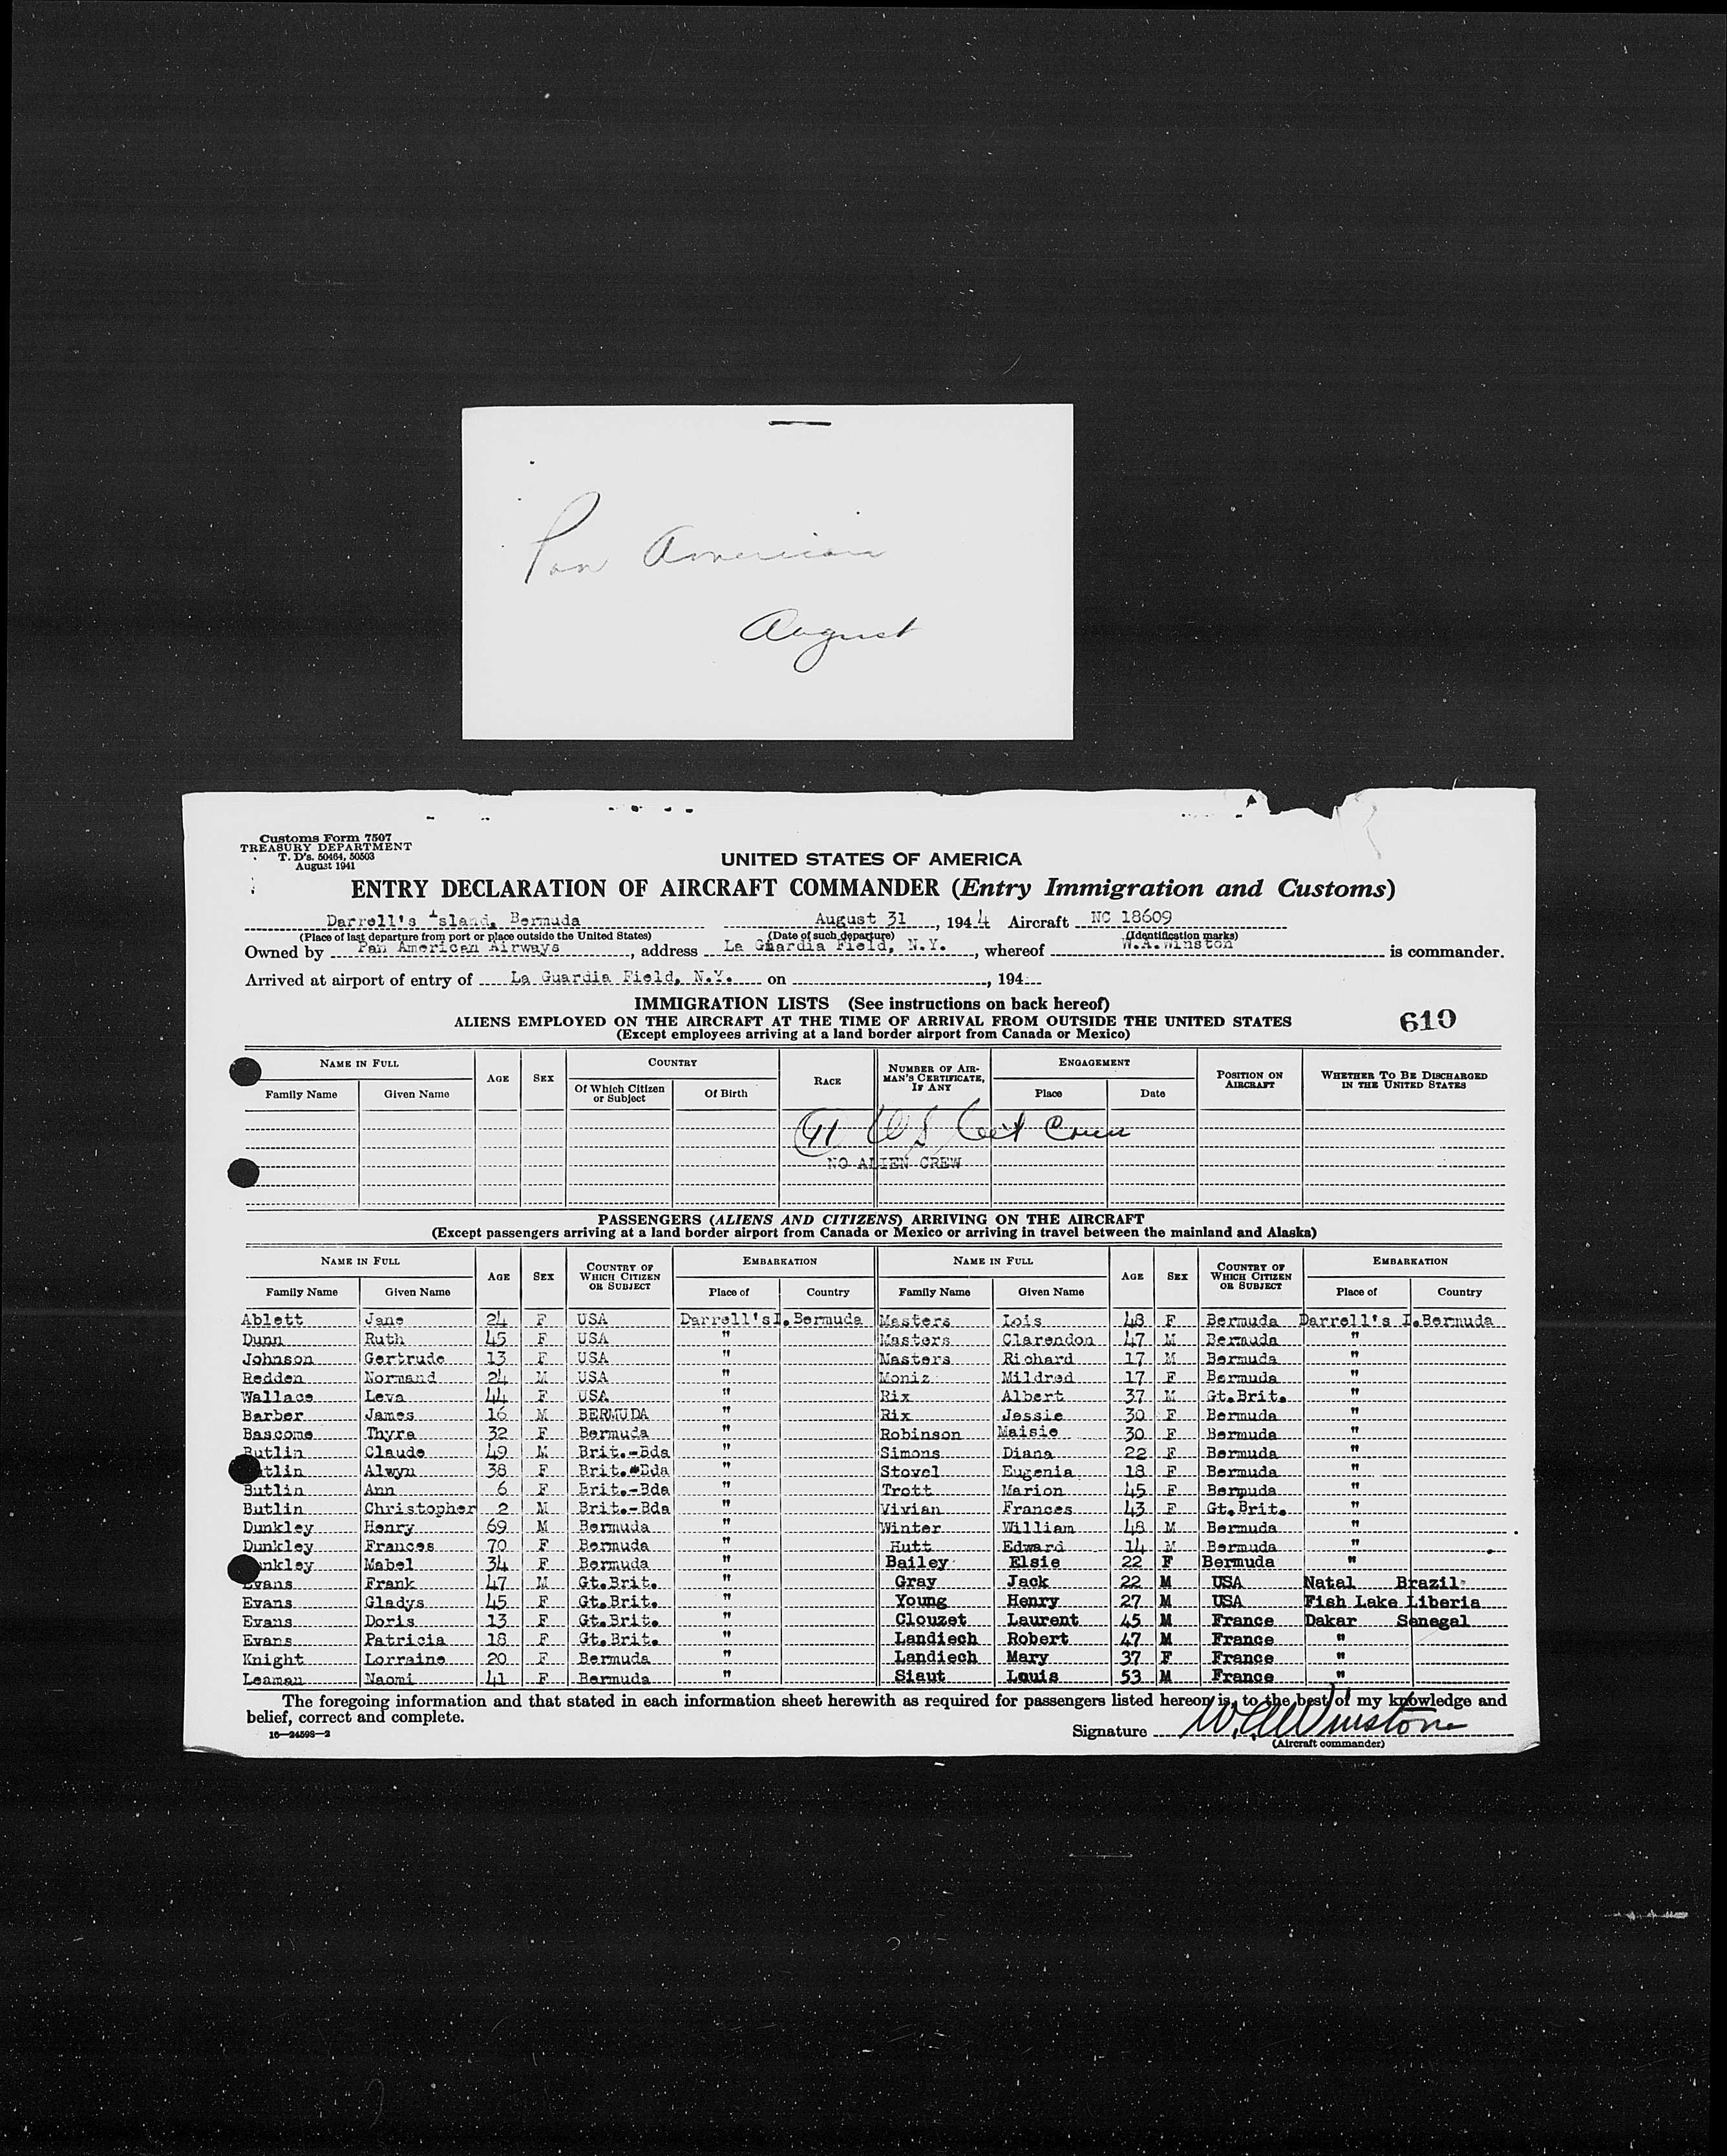 Pan American
August
Customs Form 7507
TREASURY DEPARTMENT
T. D's. 50464, 50503
August 1941
UNITED STATES OF AMERICA
ENTRY DECLARATION OF AIRCRAFT COMMANDER (Entry Immigration and Customs)
Darrell's Island, Bermuda August 31, 1944 Aircraft NC 18609
(Place of last departure from port or place outside the United States) (Date of such departure) (Identification marks)
Owned by Pan American Airways, address La Guardia Field, N.Y., whereof W.A.Winston is commander.
Arrived at airport of entry of La Guardia Field, N.Y. on , 194
IMMIGRATION LISTS (See instructions on back hereof)
ALIENS EMPLOYED ON THE AIRCRAFT AT THE TIME OF ARRIVAL FROM OUTSIDE THE UNITED STATES
(Except employees arriving at a land border airport from Canada or Mexico)
610
NAME IN FULL AGE SEX COUNTRY RACE NUMBER OF AIRMAN'S CERTIFICATE, IF ANY ENGAGEMENT POSITION ON AIRCRAFT WHETHER TO BE DISCHARGED IN THE UNITED STATES
Family Name Given Name Of Which Citizen or Subject Of Birth Place Date
NO ALIEN CREW
PASSENGERS (ALIENS AND CITIZENS) ARRIVING ON THE AIRCRAFT
(Except passengers arriving at a land border airport from Canada or Mexico or arriving in travel between the mainland and Alaska)
NAME IN FULL AGE SEX COUNTRY OF WHICH CITIZEN OR SUBJECT EMBARKATION NAME IN FULL AGE SEX COUNTRY OF WHICH CITIZEN OR SUBJECT EMBARKATION
Family Name Given Name Place of Country Family Name Given Name Place of Country
Ablett Jane 24 F USA Darrell's I. Bermuda Masters Lois 48 F Bermuda Darrell's I. Bermuda
Dunn Ruth 45 F USA " Masters Clarendon 47 M Bermuda "
Johnson Gertrude 13 F USA " Masters Richard 17 M Bermuda "
Redden Normand 24 M USA " Moniz Mildred 17 F Bermuda "
Wallace Leva 44 F USA " Rix Albert 37 M Gt.Brit. "
Barber James 16 M BERMUDA " Rix Jessie 30 F Bermuda "
Bascome Thyra 32 F Bermuda " Robinson Maisie 30 F Bermuda "
Butlin Claude 49 M Brit.-Bda " Simons Diana 22 F Bermuda "
tlin Alwyn 38 F Brit.-Bda " Stovel Eugenia 18 F Bermuda "
Butlin Ann 6 F Brit.-Bda " Trott Marion 45 F Bermuda "
Butlin Christopher 2 M Brit.-Bda " Vivian Frances 43 F Gt.Brit. "
Dunkley Henry 69 M Bermuda " Winter William 48 M Bermuda "
Dunkley Frances 70 F Bermuda " Hutt Edward 14 M Bermuda "
nkley Mabel 34 F Bermuda " Bailey Elsie 22 F Bermuda "
Evans Frank 47 M Gt.Brit. " Gray Jack 22 M USA Natal Brazil
Evans Gladys 45 F Gt.Brit. " Young Henry 27 M USA Fish Lake Liberia
Evans Doris 13 F Gt.Brit. " Clouzet Laurent 45 M France Dakar Senegal
Evans Patricia 18 F Gt.Brit. " Landiech Robert 47 M France "
Knight Lorraine 20 F Bermuda " Landiech Mary 37 F France "
Leaman Naomi 41 F Bermuda " Siaut Louis 53 M France "
The foregoing information and that stated in each information sheet herewith as required for passengers listed hereon is, to the best of my knowledge and
belief, correct and complete.
16—24598-2
Signature W.A.Winston
(Aircraft commander)